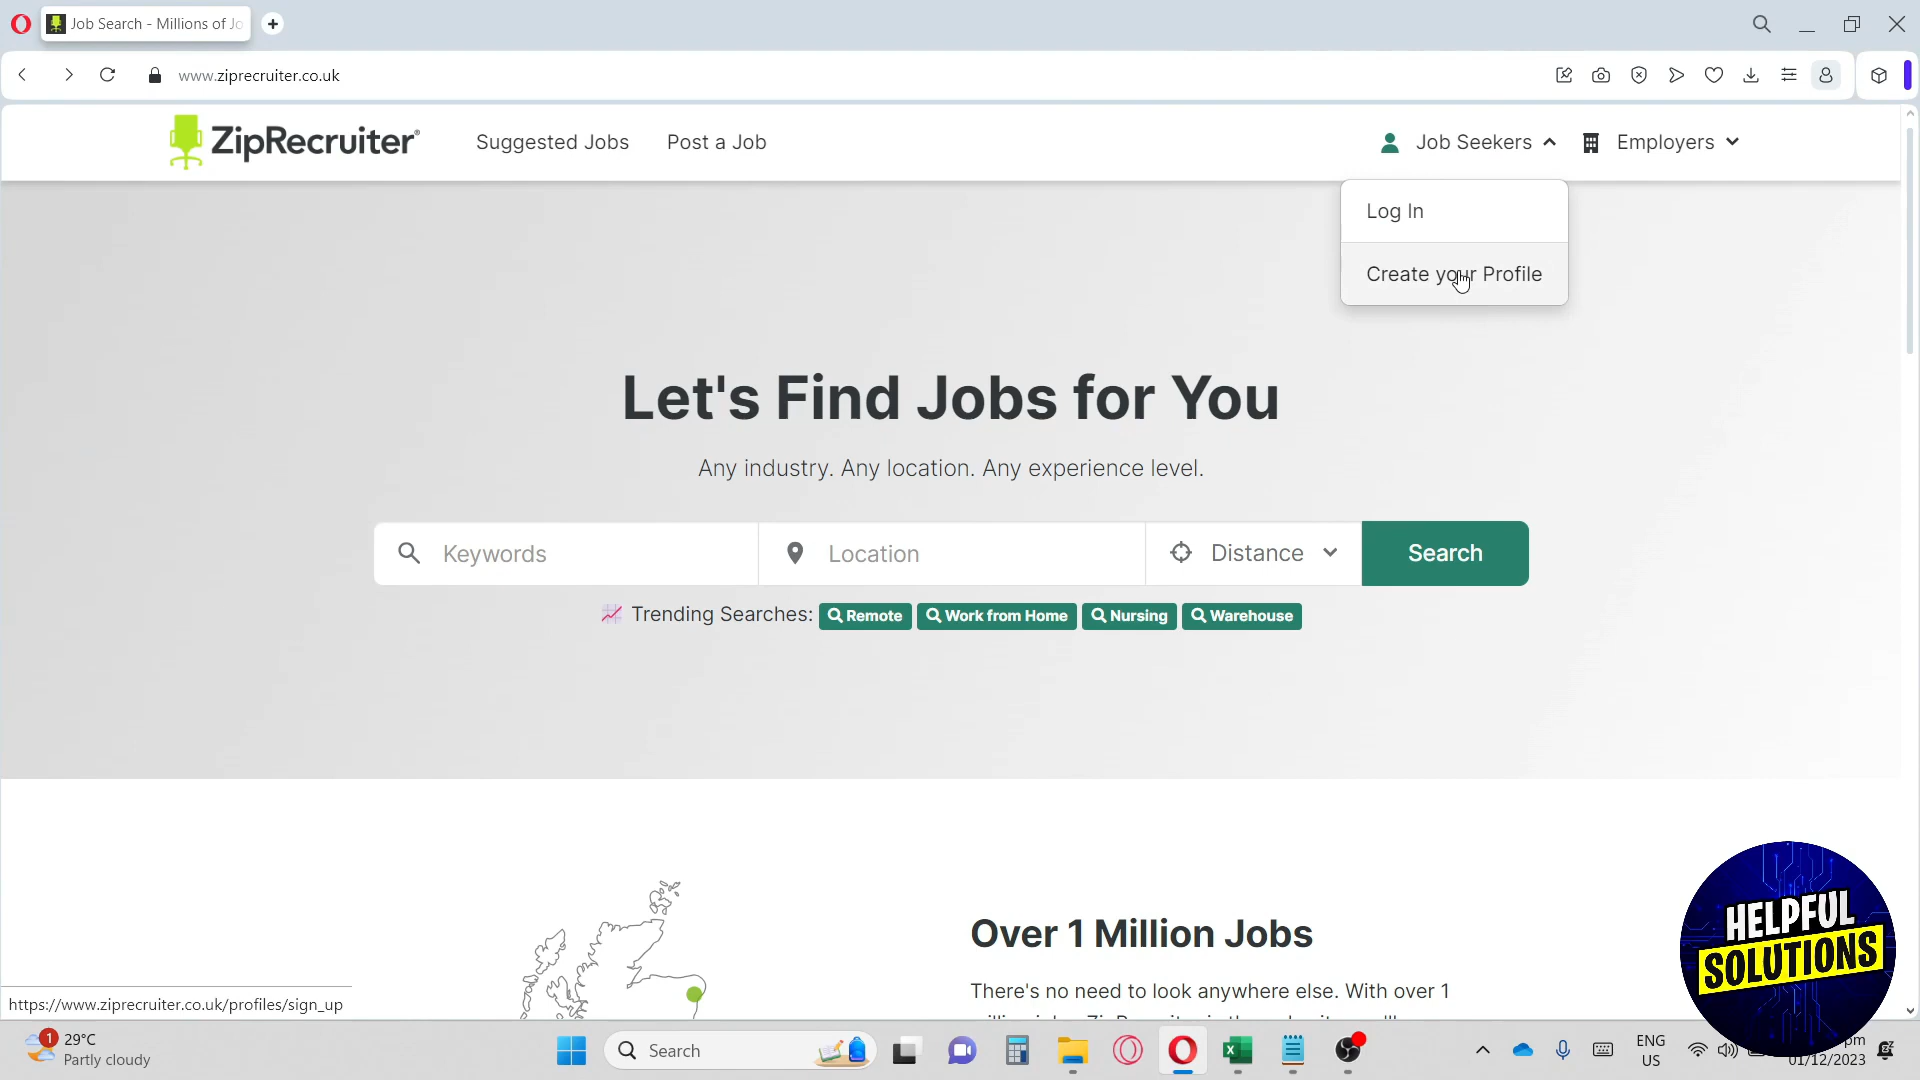 Job Search - Millions of Jo
www.ziprecruiter.co.uk
ZipRecruiter
Suggested Jobs
Post a Job
Job Seekers
Employers
Log In
Create your Profile
Let's Find Jobs for You
Any industry. Any location. Any experience level.
Keywords
Location
Distance
Search
Trending Searches:
Remote
Work from Home
Nursing
Warehouse
Over 1 Million Jobs
There's no need to look anywhere else. With over 1
HELPFUL
SOLUTIONS
https://www.ziprecruiter.co.uk/profiles/sign_up
1
29°C
Partly cloudy
Search
ENG
US
pm
01/12/2023